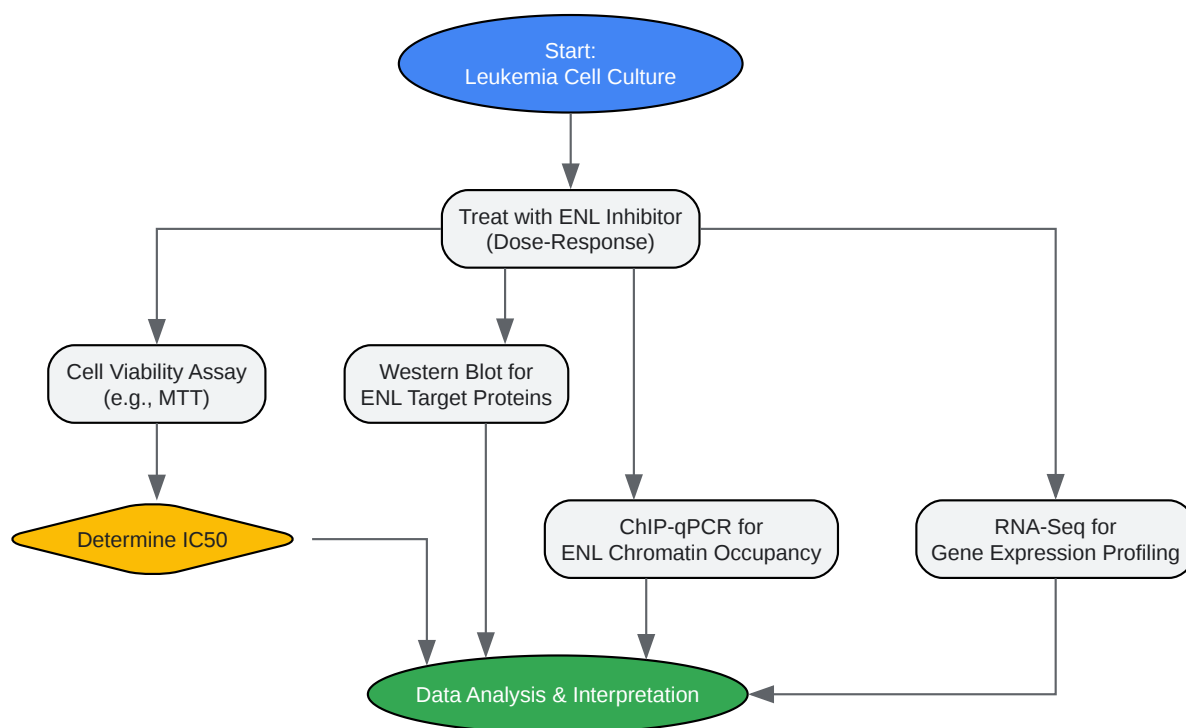 Start:
Leukemia Cell Culture
Treat with ENL Inhibitor
(Dose-Response)
Cell Viability Assay
(e.g., MTT)
Western Blot for
ENL Target Proteins
Determine IC50
ChIP-qPCR for
ENL Chromatin Occupancy
RNA-Seq for
Gene Expression Profiling
Data Analysis & Interpretation